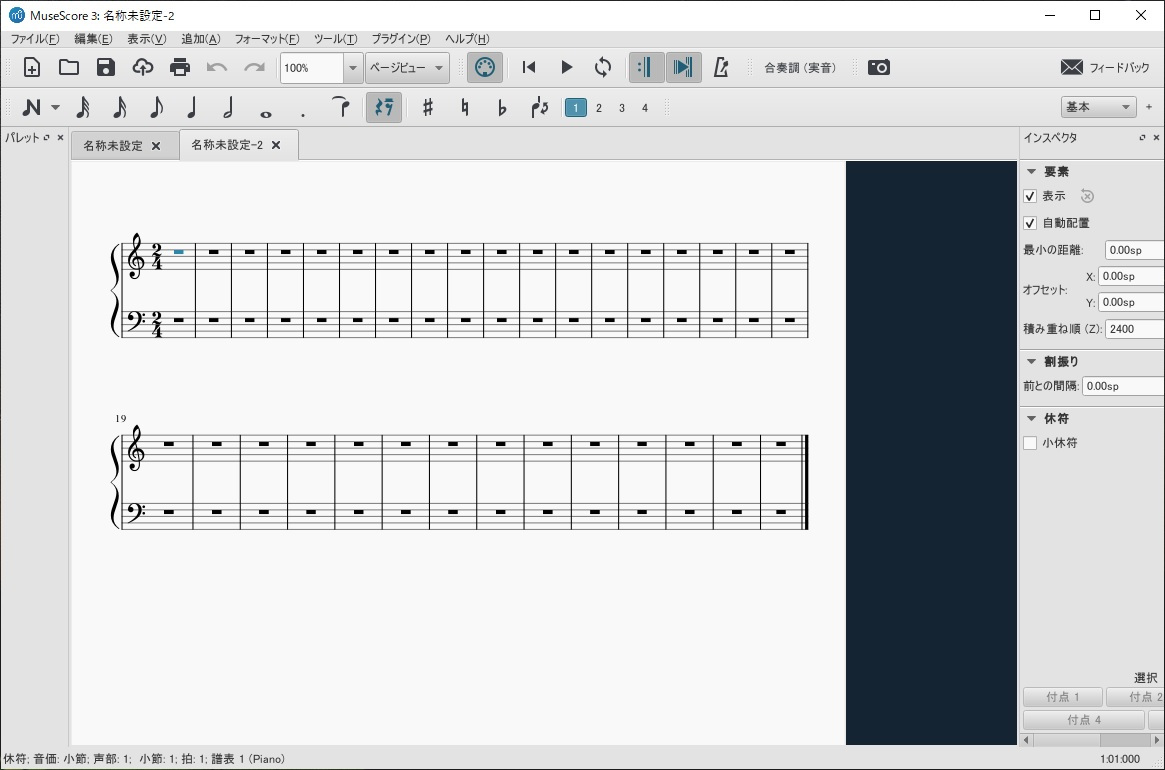 MuseScore 3: 名称未設定-2
ファイル(F) 編集(E) 表示(V) 追加(A) フォーマット(F) ツール(T) プラグイン(P) ヘルプ(H)
100% ページビュー 合奏調 (実音) フィードバック
1 2 3 4 基本 +
パレット 名称未設定 名称未設定-2 インスペクタ
要素
表示
自動配置
最小の距離: 0.00sp
オフセット: X: 0.00sp
Y: 0.00sp
積み重ね順 (Z): 2400
割振り
前との間隔: 0.00sp
休符
小休符
2
4
2
4
19
選択
付点 1 付点 2
付点 4
休符; 音価: 小節; 声部: 1; 小節: 1; 拍: 1; 譜表 1 (Piano) 1:01:000